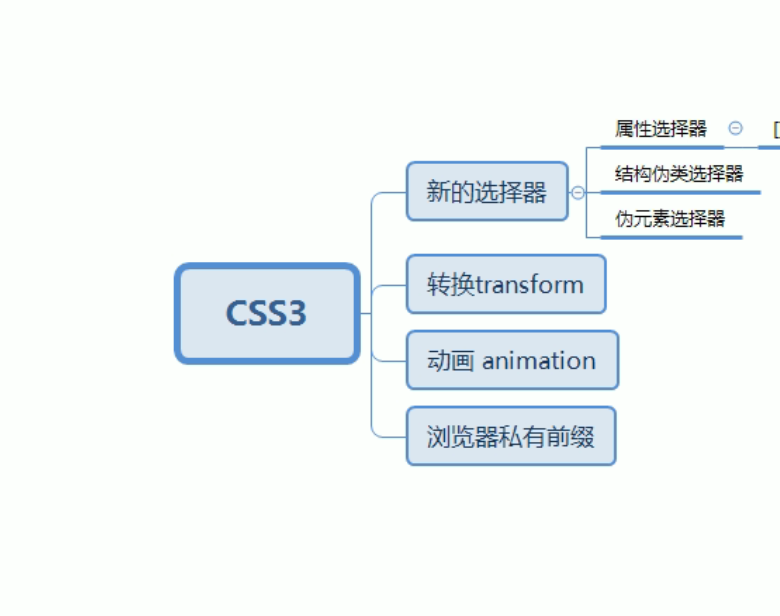 CSS3
新的选择器
属性选择器
结构伪类选择器
伪元素选择器
转换transform
动画 animation
浏览器私有前缀